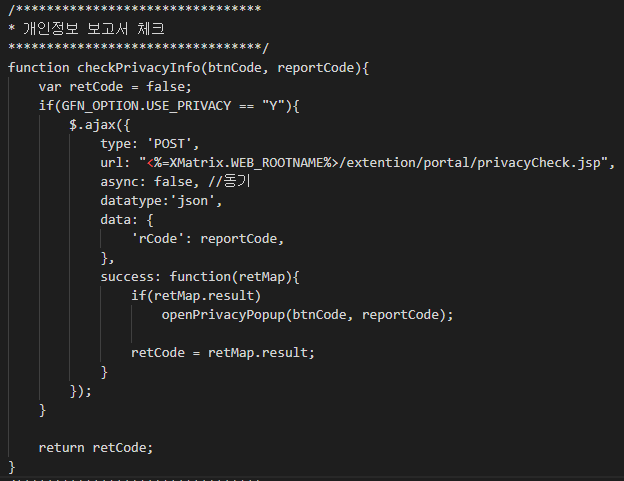 /********************************
* 개인정보 보고서 체크
*********************************/
function checkPrivacyInfo(btnCode, reportCode){
    var retCode = false;
    if(GFN_OPTION.USE_PRIVACY == "Y"){
        $.ajax({
            type: 'POST',
            url: "<%=XMatrix.WEB_ROOTNAME%>/extention/portal/privacyCheck.jsp",
            async: false, //동기
            datatype:'json',
            data: {
                'rCode': reportCode,
            },
            success: function(retMap){
                if(retMap.result)
                    openPrivacyPopup(btnCode, reportCode);

                retCode = retMap.result;
            }
        });
    }

    return retCode;
}